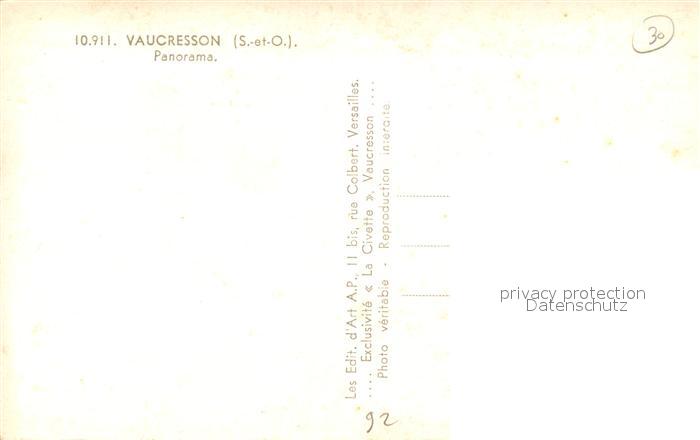 10.911. VAUCRESSON (S.-et-O.).
Panorama.
30
Les Edit. d'Art A.P., 11 bis, rue Colbert, Versailles.
.... Exclusivité « La Civette », Vaucresson ....
Photo véritable - Reproduction interdite
privacy protection
Datenschutz
92